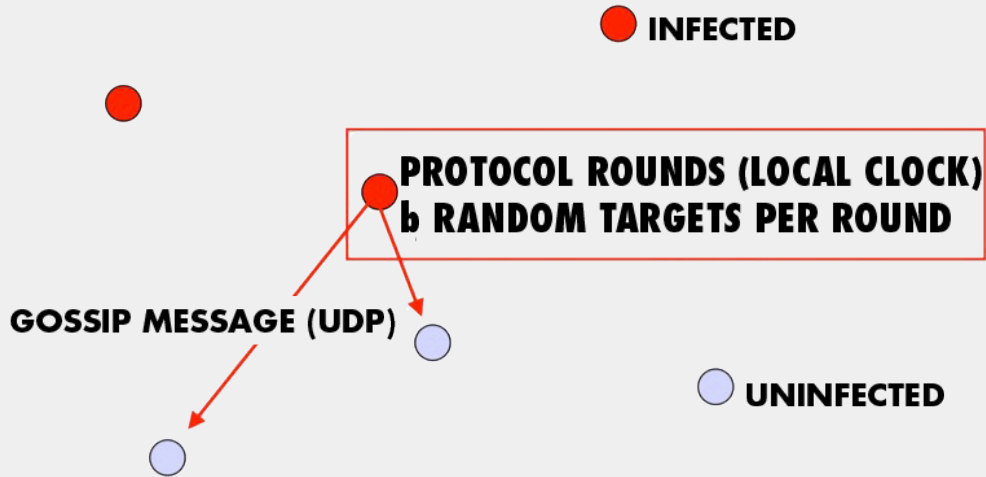 INFECTED
PROTOCOL ROUNDS (LOCAL CLOCK)
b RANDOM TARGETS PER ROUND
GOSSIP MESSAGE (UDP)
UNINFECTED